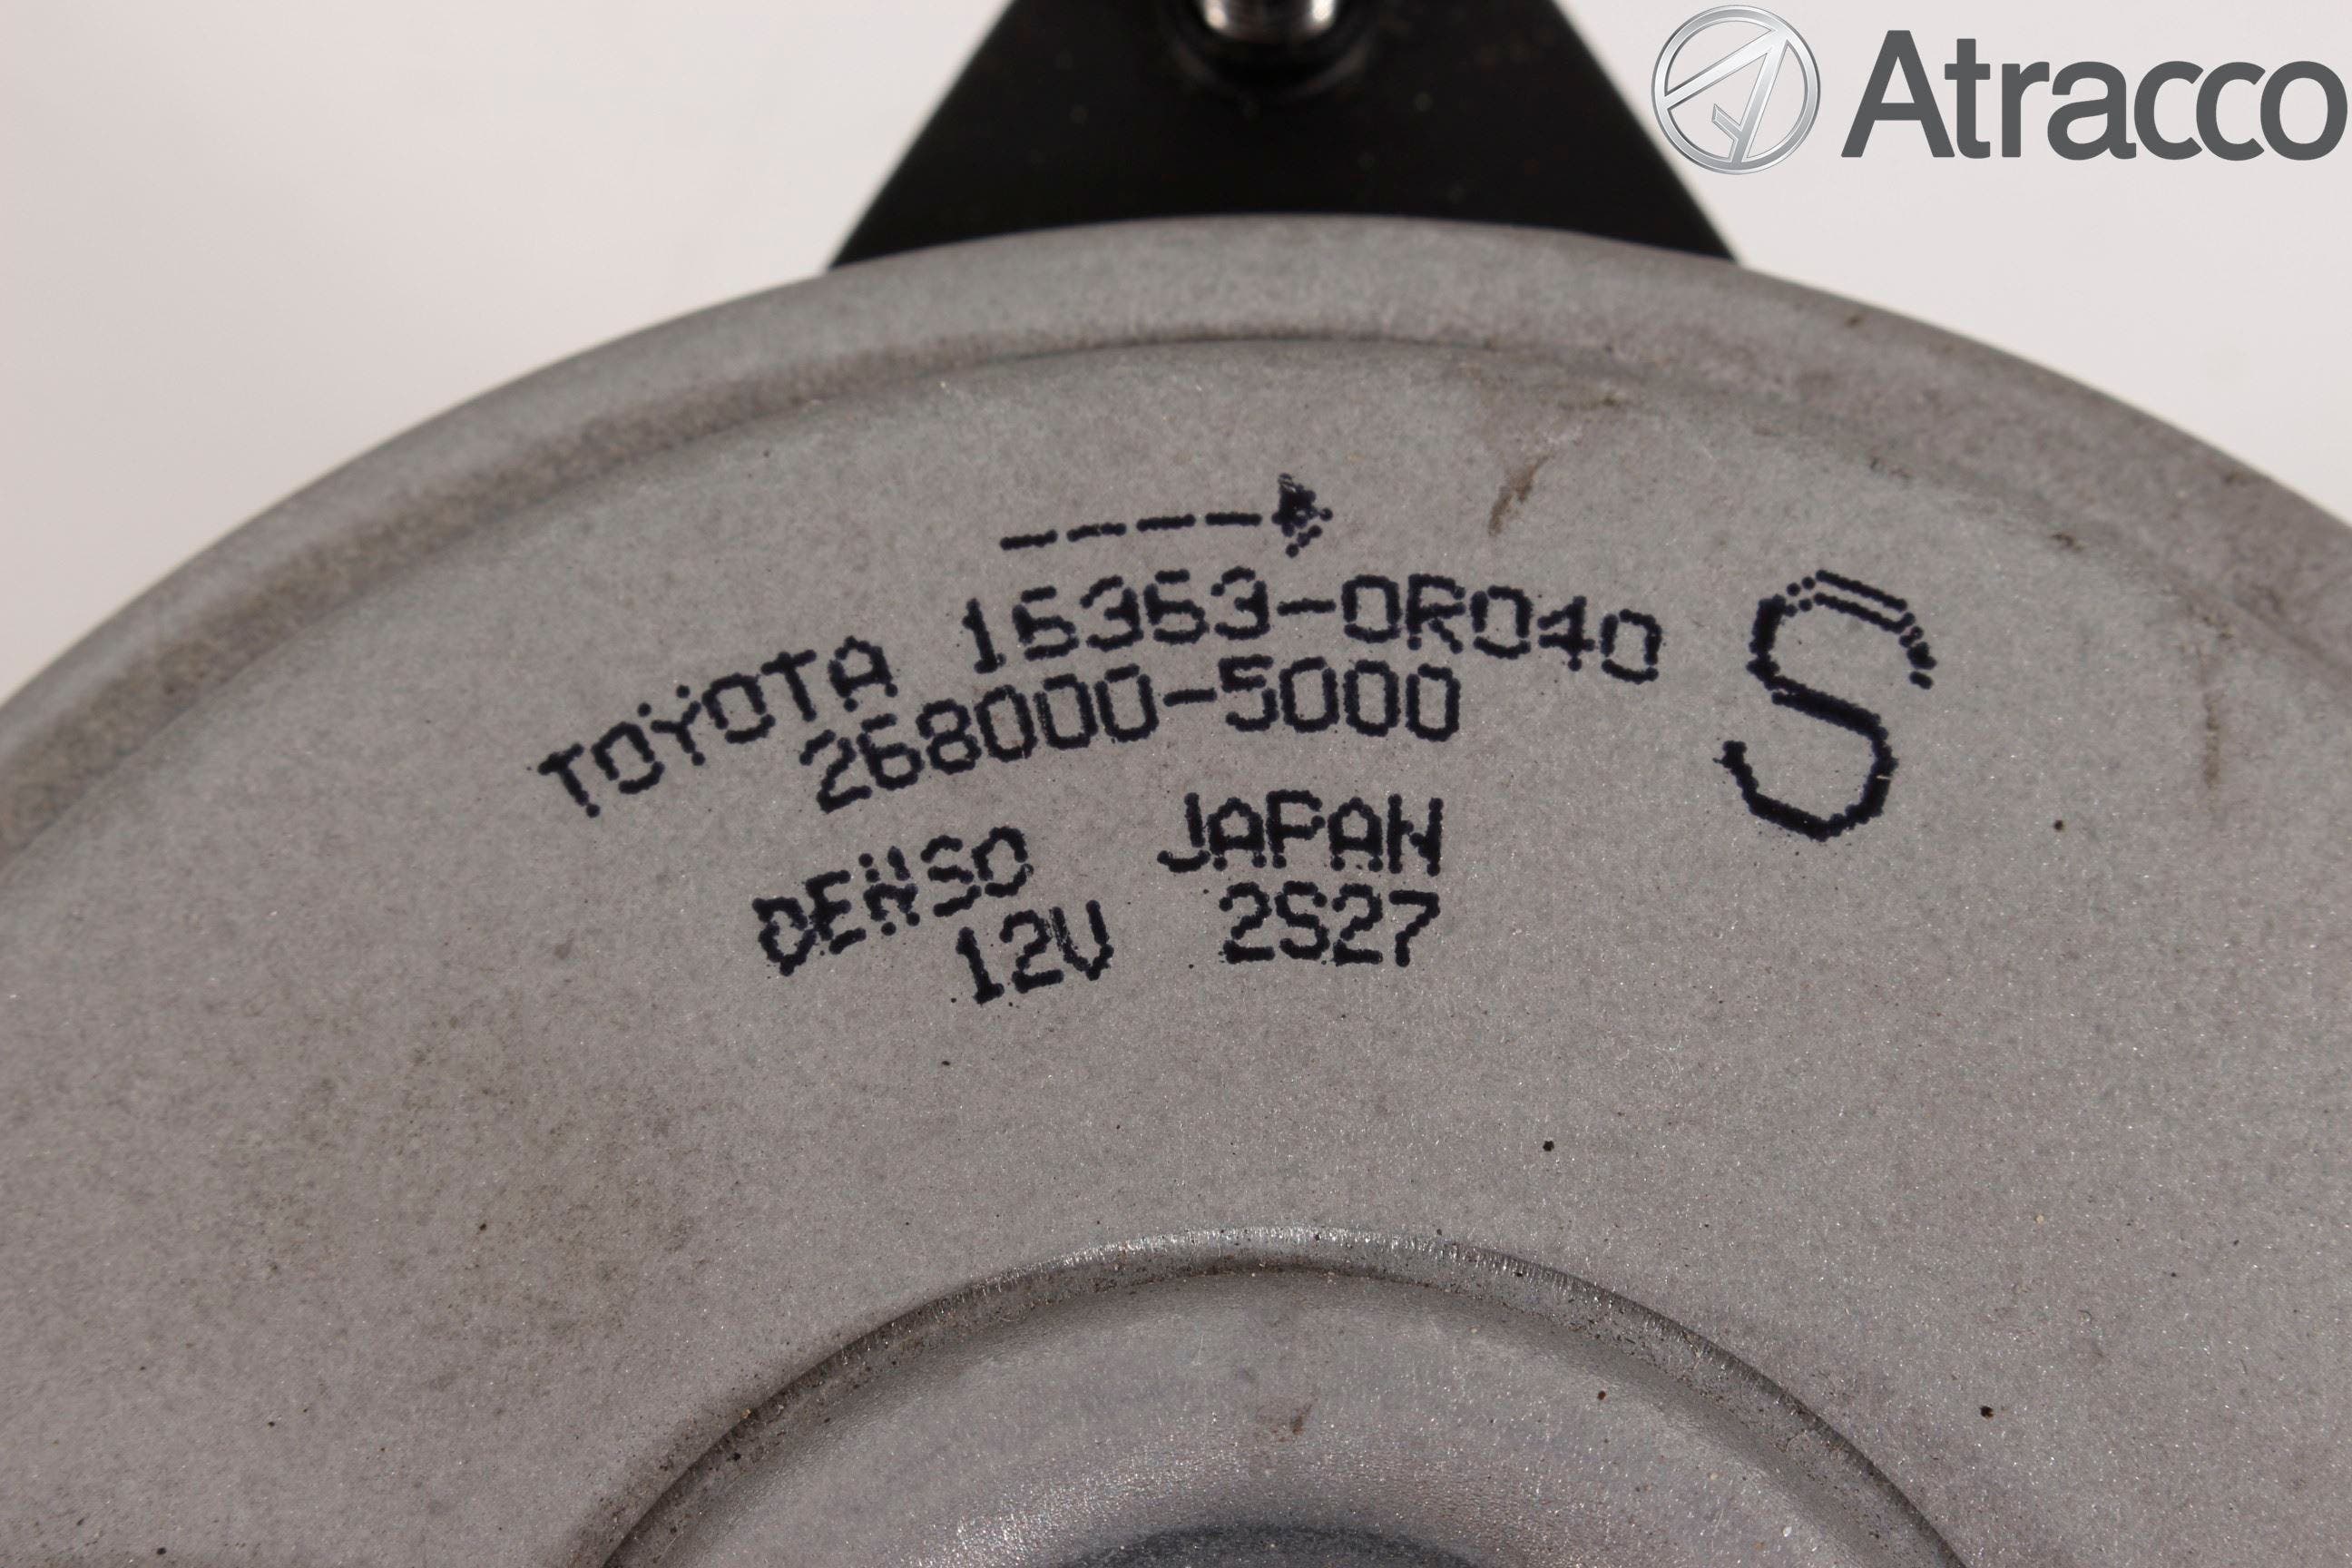 Atracco
TOYOTA 16363-0R040
S
268000-5000
DENSO JAPAN
12V 2S27